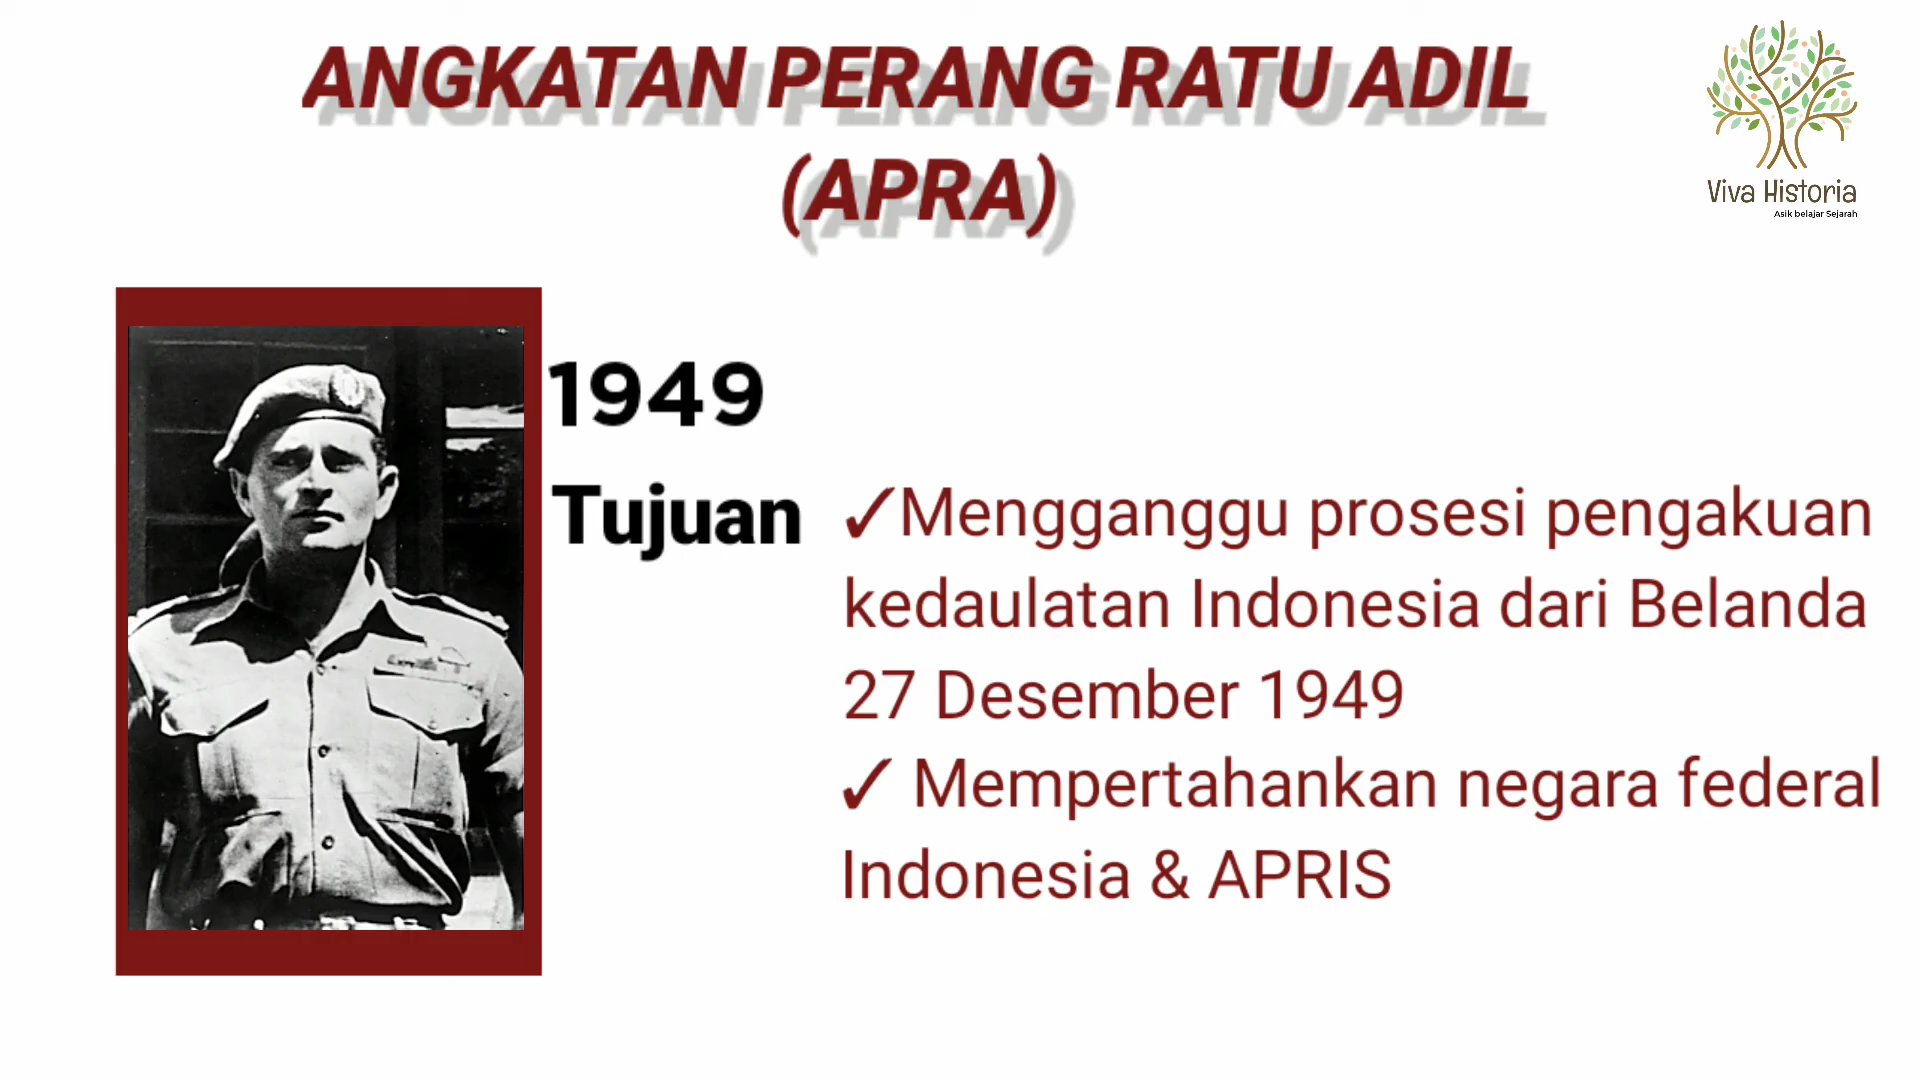 ANGKATAN PERANG RATU ADIL
(APRA)
Viva Historia
Asik belajar Sejarah
1949
Tujuan
✓Mengganggu prosesi pengakuan
kedaulatan Indonesia dari Belanda
27 Desember 1949
✓ Mempertahankan negara federal
Indonesia & APRIS